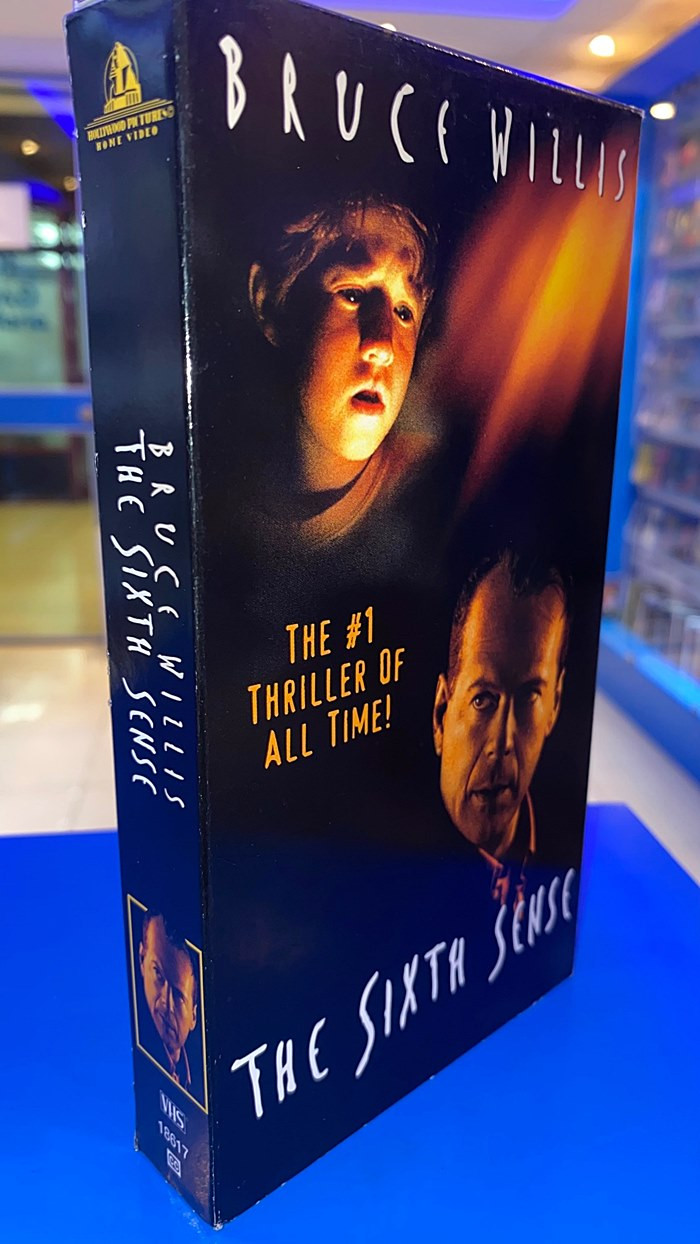 HOLLYWOOD PICTURES
HOME VIDEO
BRUCE WILLIS
THE SIXTH SENSE
VHS
18617
CC
BRUCE WILLIS
THE #1
THRILLER OF
ALL TIME!
THE SIXTH SENSE